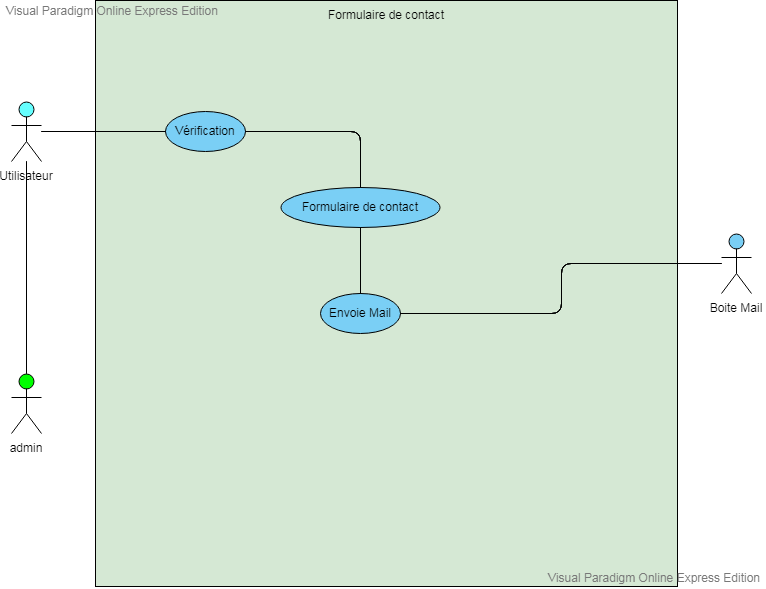 Visual Paradigm Online Express Edition
Formulaire de contact
Vérification
Utilisateur
Formulaire de contact
Boite Mail
Envoie Mail
admin
Visual Paradigm Online Express Edition